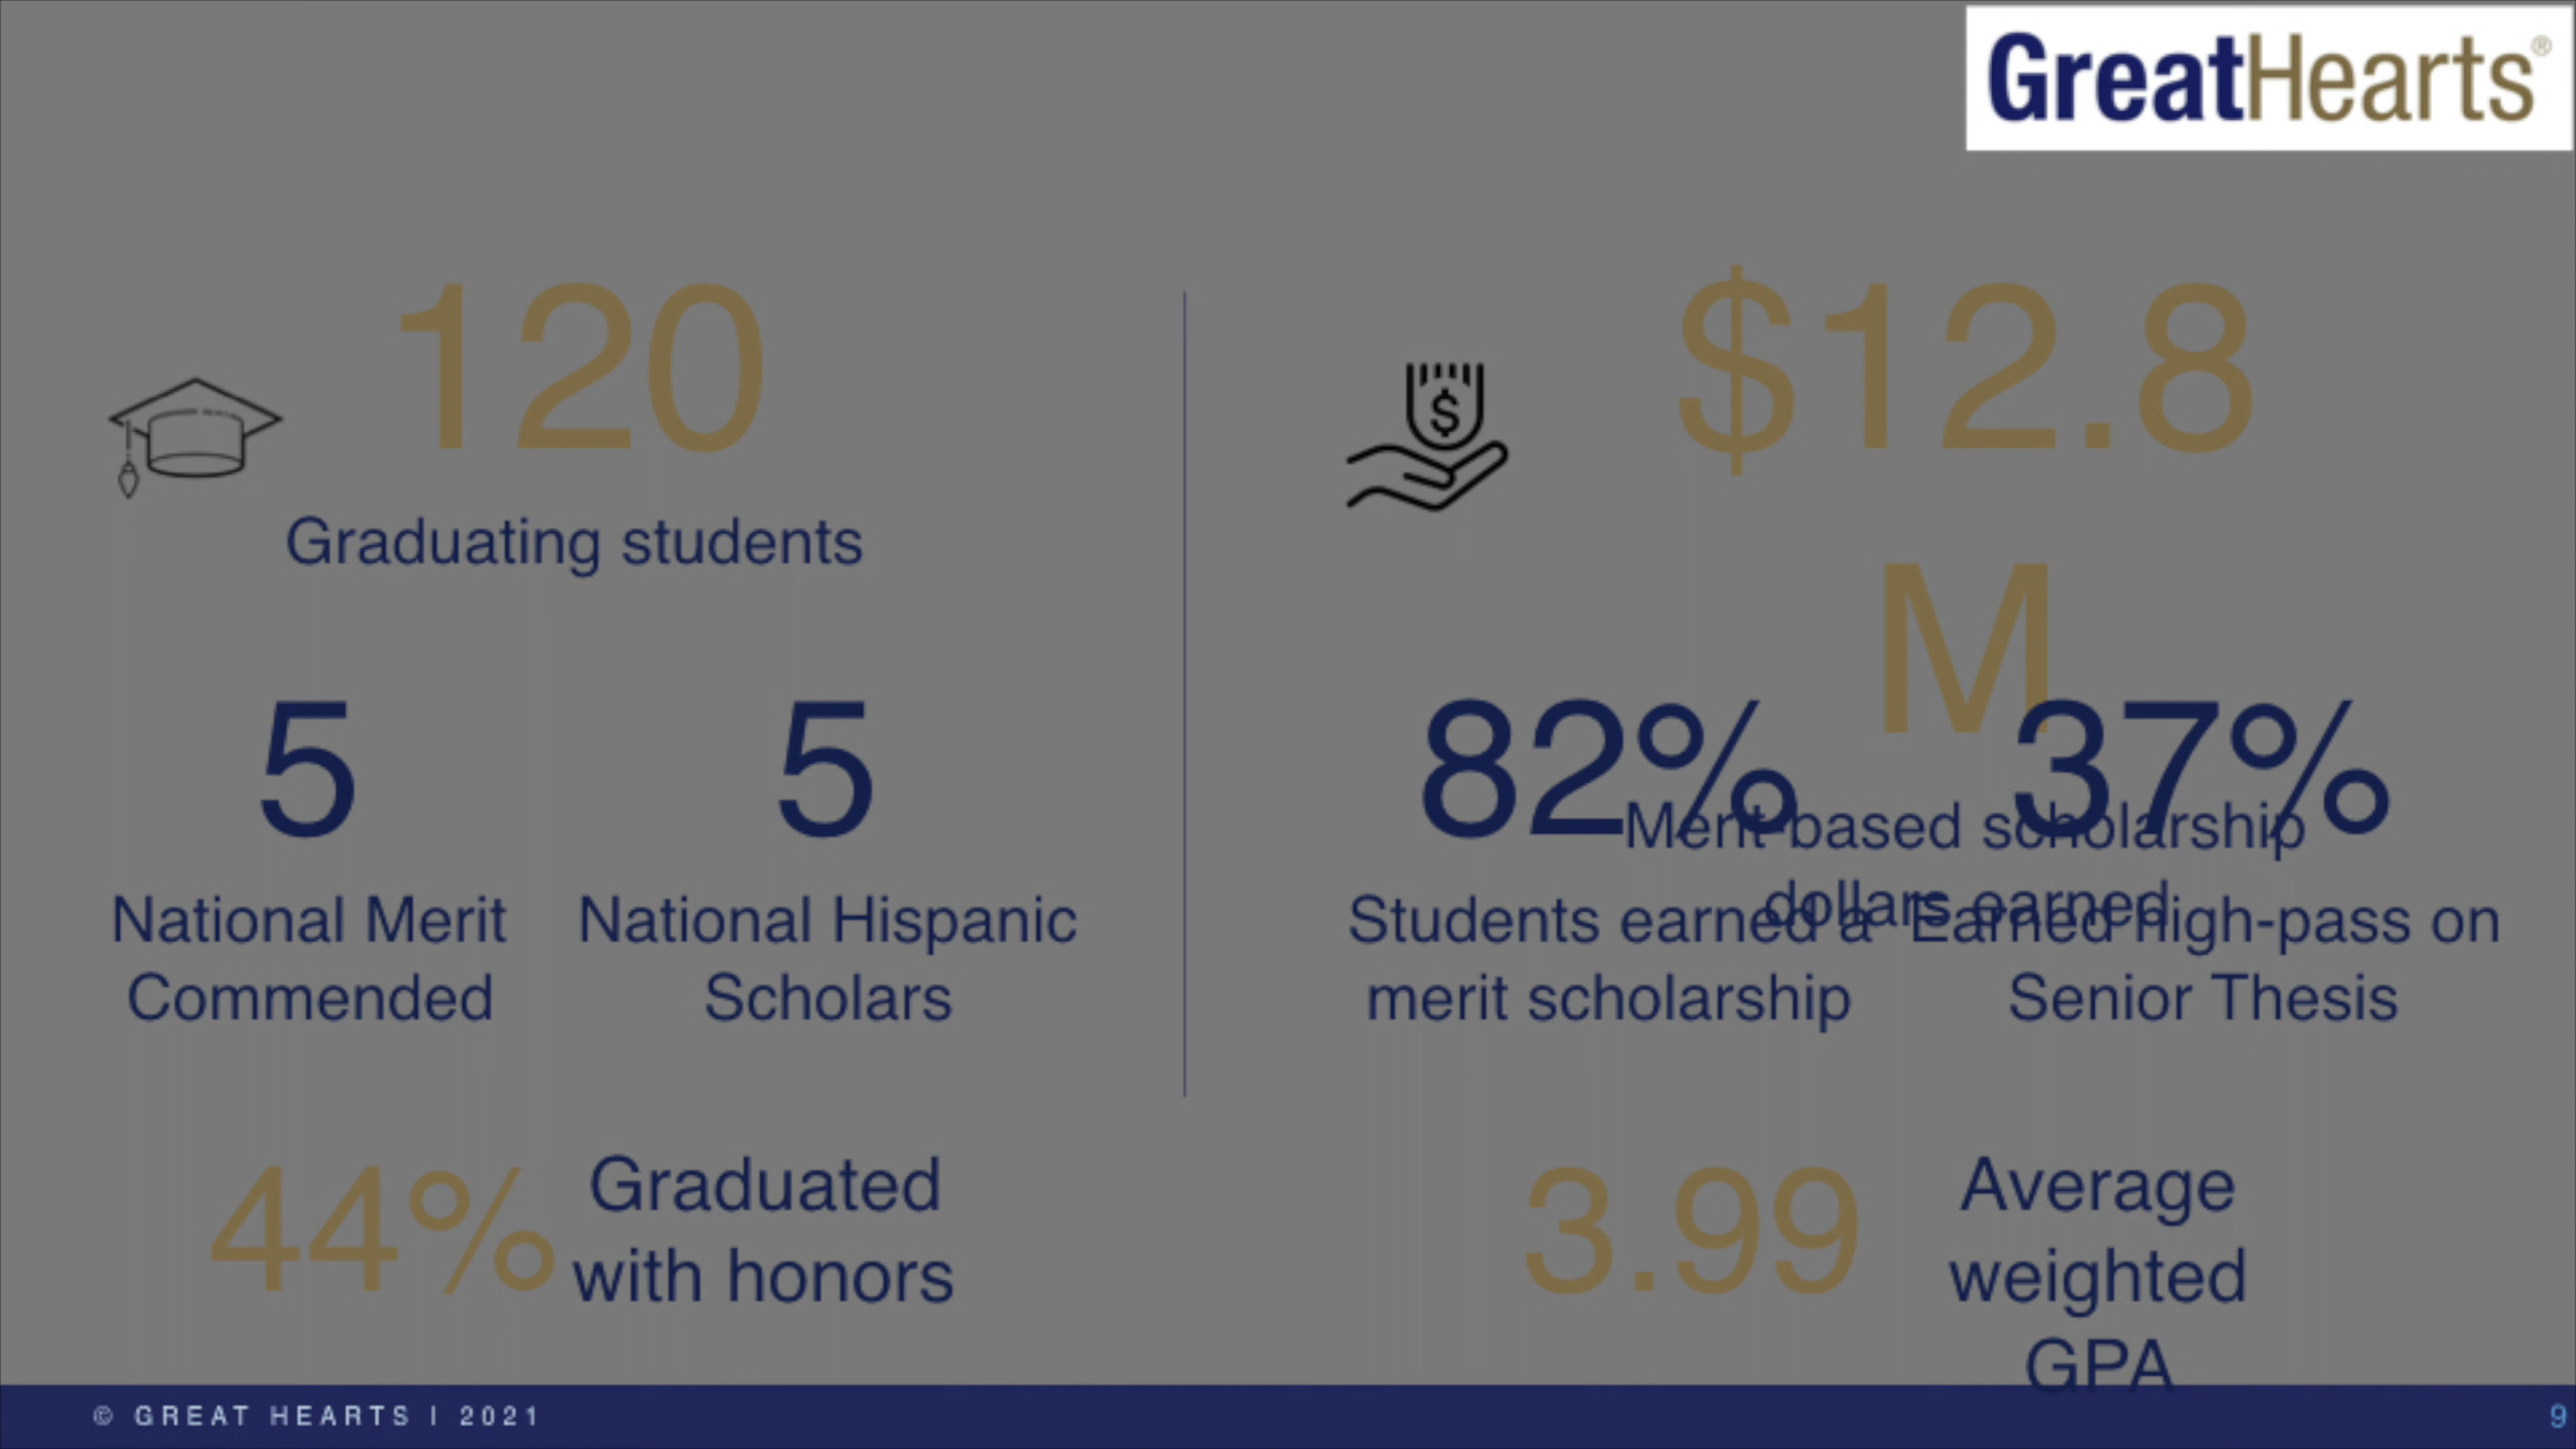 GreatHearts®
120
Graduating students
5
National Merit
Commended
5
National Hispanic
Scholars
44%
Graduated
with honors
$12.8
M
Merit-based scholarship
dollars earned
82%
Students earned a
merit scholarship
37%
Earned high-pass on
Senior Thesis
3.99
Average
weighted
GPA
© GREAT HEARTS | 2021
9